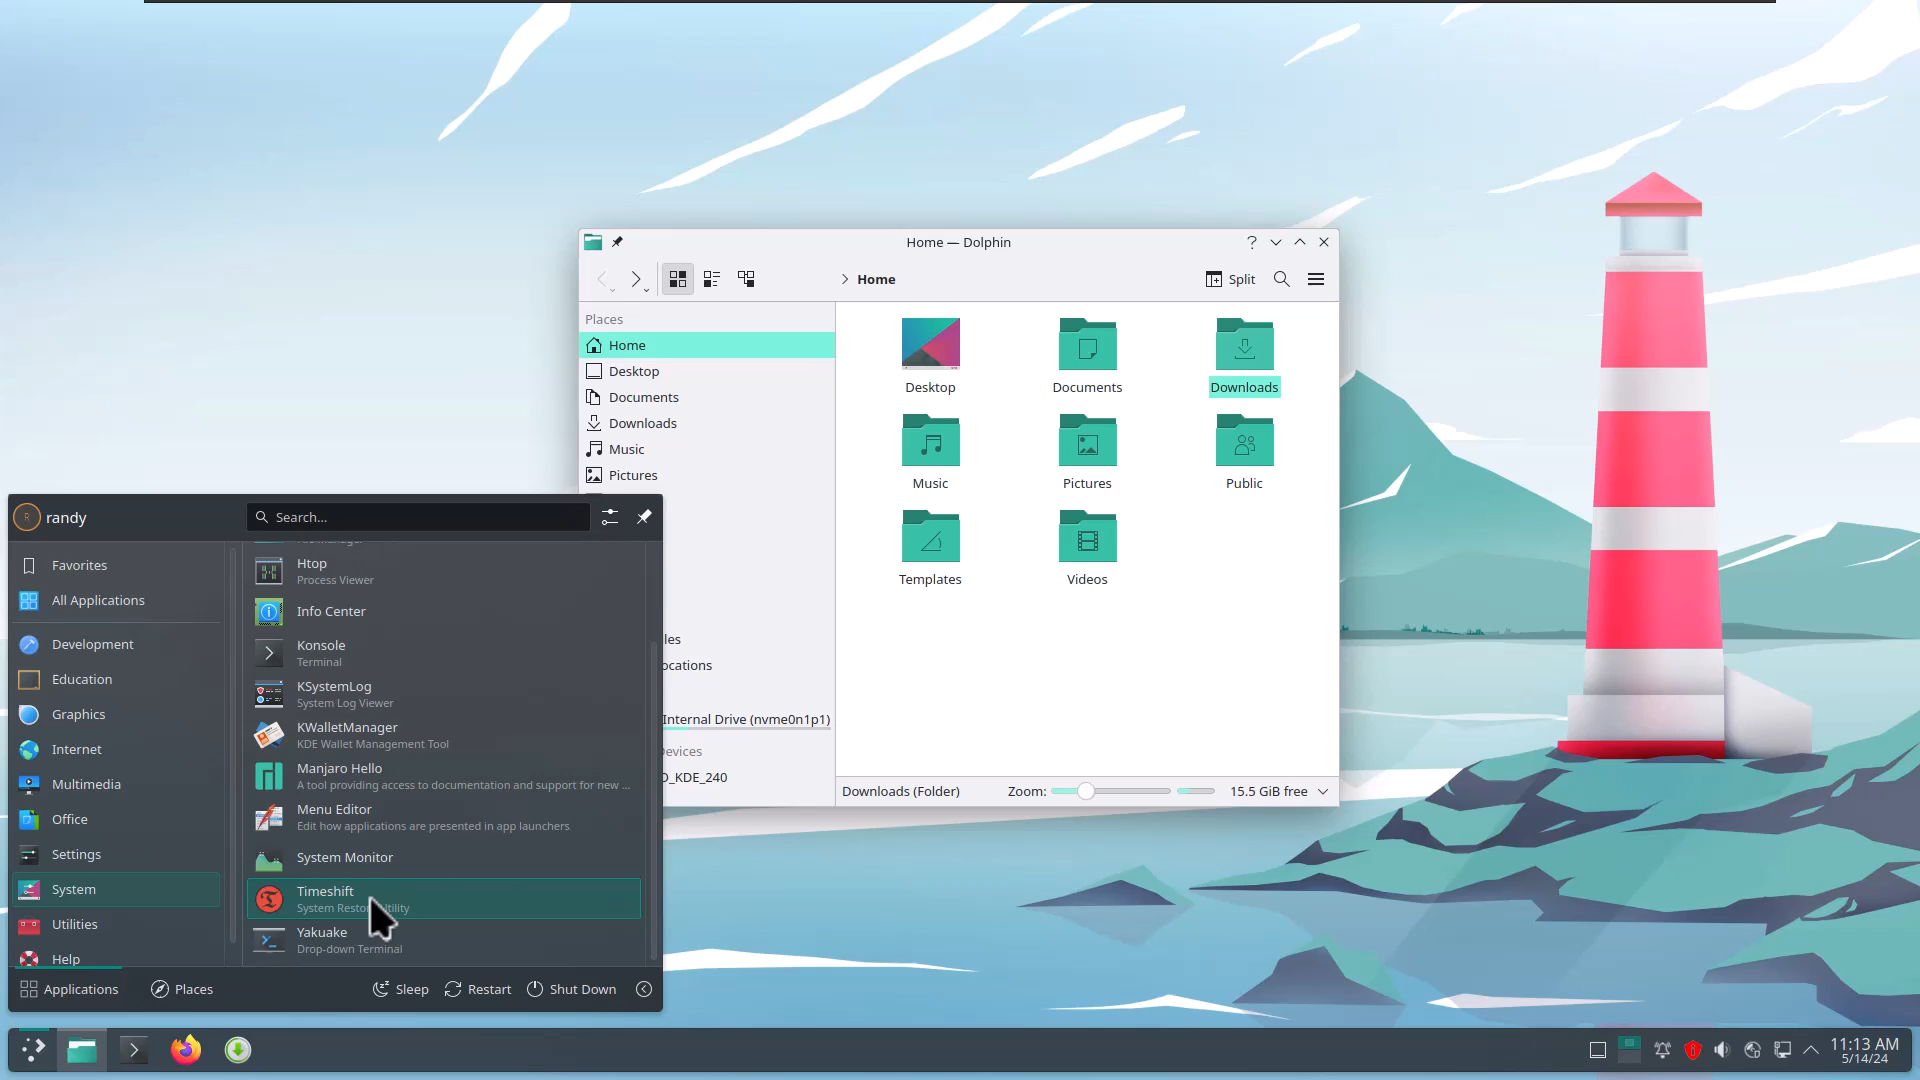 Home — Dolphin
Home
Split
Places
Home
Desktop
Documents
Downloads
Music
Pictures
les
ocations
Internal Drive (nvme0n1p1)
evices
O_KDE_240
Desktop
Documents
Downloads
Music
Pictures
Public
Templates
Videos
Downloads (Folder)
Zoom:
15.5 GiB free
randy
Search...
Favorites
All Applications
Development
Education
Graphics
Internet
Multimedia
Office
Settings
System
Utilities
Help
Htop
Process Viewer
Info Center
Konsole
Terminal
KSystemLog
System Log Viewer
KWalletManager
KDE Wallet Management Tool
Manjaro Hello
A tool providing access to documentation and support for new ...
Menu Editor
Edit how applications are presented in app launchers
System Monitor
Timeshift
System Restore Utility
Yakuake
Drop-down Terminal
Applications
Places
Sleep
Restart
Shut Down
11:13 AM
5/14/24